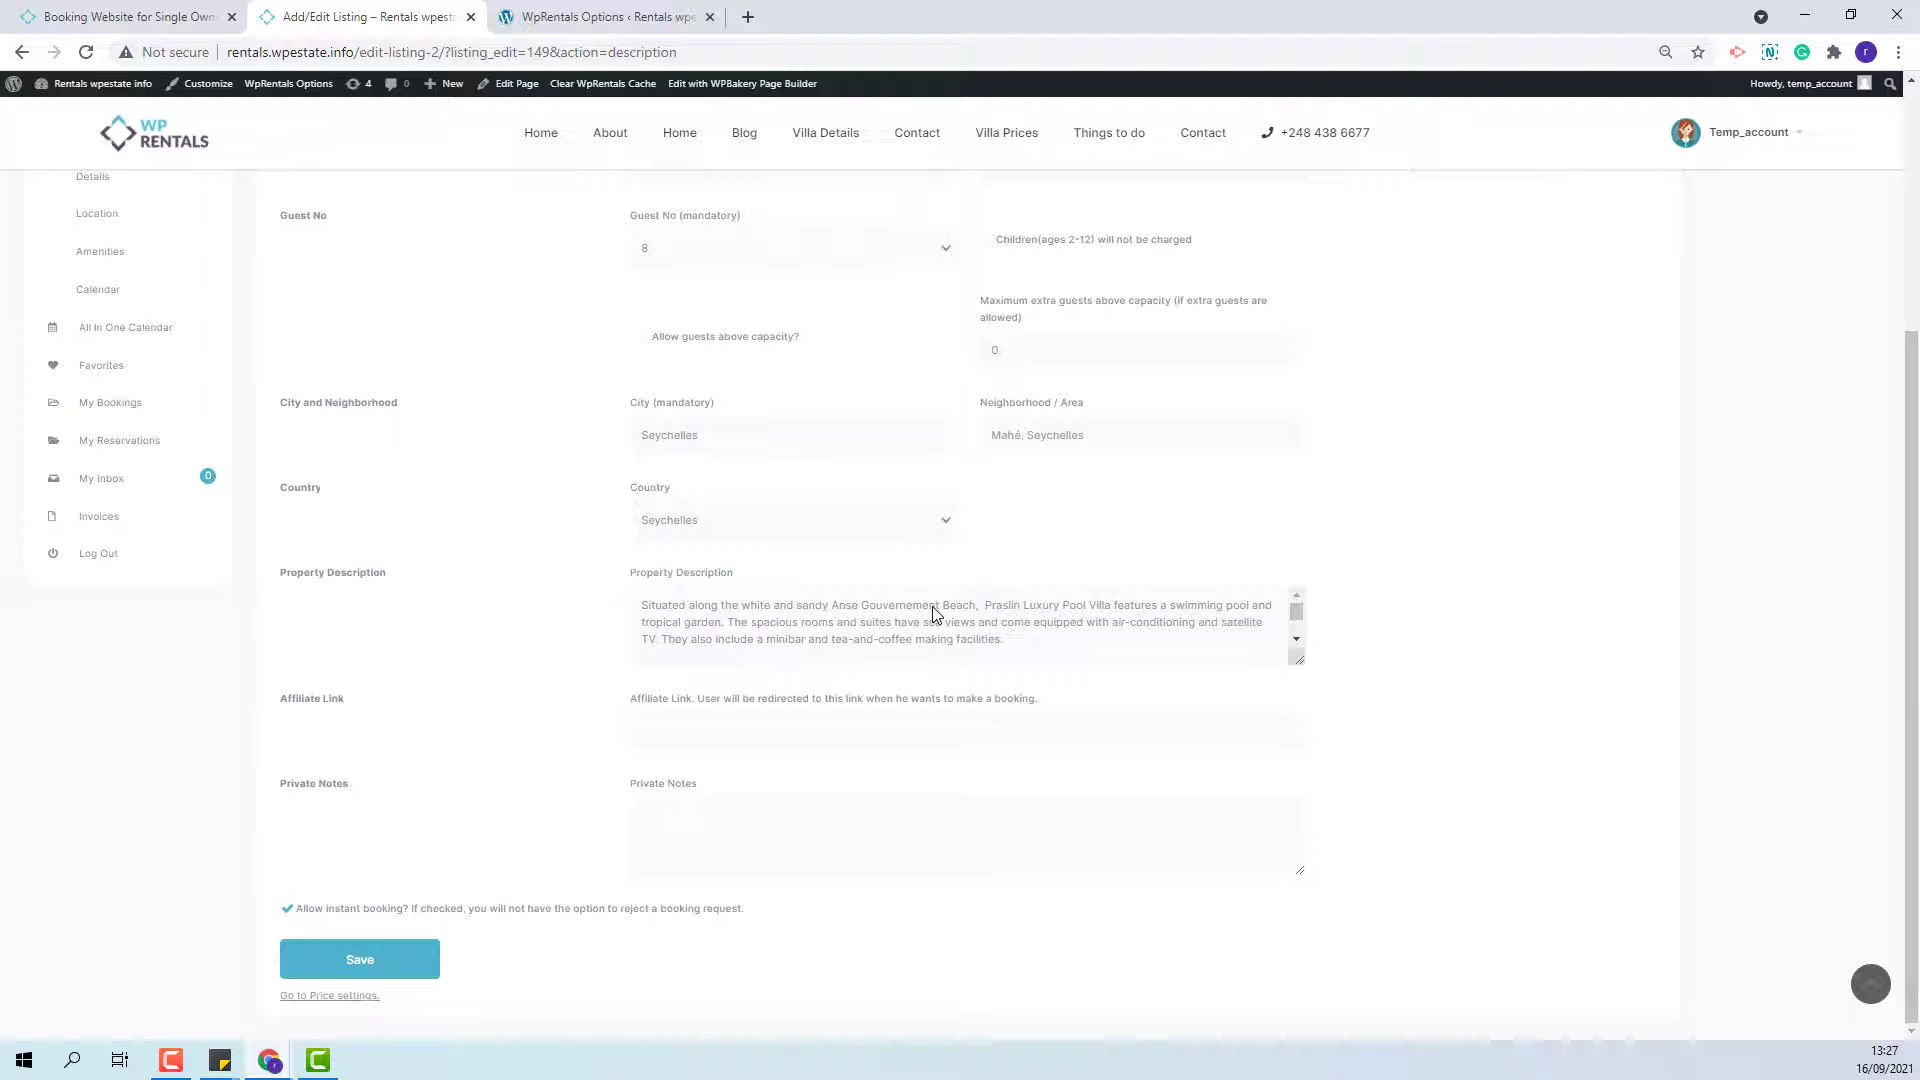 Booking Website for Single Own
Add/Edit Listing – Rentals wpest
WpRentals Options ‹ Rentals wpe
Not secure
rentals.wpestate.info/edit-listing-2/?listing_edit=149&action=description
Rentals wpestate info
Customize
WpRentals Options
4
0
New
Edit Page
Clear WpRentals Cache
Edit with WPBakery Page Builder
Howdy, temp_account
WP RENTALS
Home
About
Home
Blog
Villa Details
Contact
Villa Prices
Things to do
Contact
+248 438 6677
Temp_account
Details
Location
Amenities
Calendar
All In One Calendar
Favorites
My Bookings
My Reservations
My Inbox
0
Invoices
Log Out
Guest No
Guest No (mandatory)
8
Children(ages 2-12) will not be charged
Allow guests above capacity?
Maximum extra guests above capacity (if extra guests are
allowed)
0
City and Neighborhood
City (mandatory)
Seychelles
Neighborhood / Area
Mahé, Seychelles
Country
Country
Seychelles
Property Description
Property Description
Situated along the white and sandy Anse Gouvernement Beach,  Praslin Luxury Pool Villa features a swimming pool and
tropical garden. The spacious rooms and suites have sea views and come equipped with air-conditioning and satellite
TV. They also include a minibar and tea-and-coffee making facilities.
Affiliate Link
Affiliate Link. User will be redirected to this link when he wants to make a booking.
Private Notes
Private Notes
Allow instant booking? If checked, you will not have the option to reject a booking request.
Save
Go to Price settings.
13:27
16/09/2021